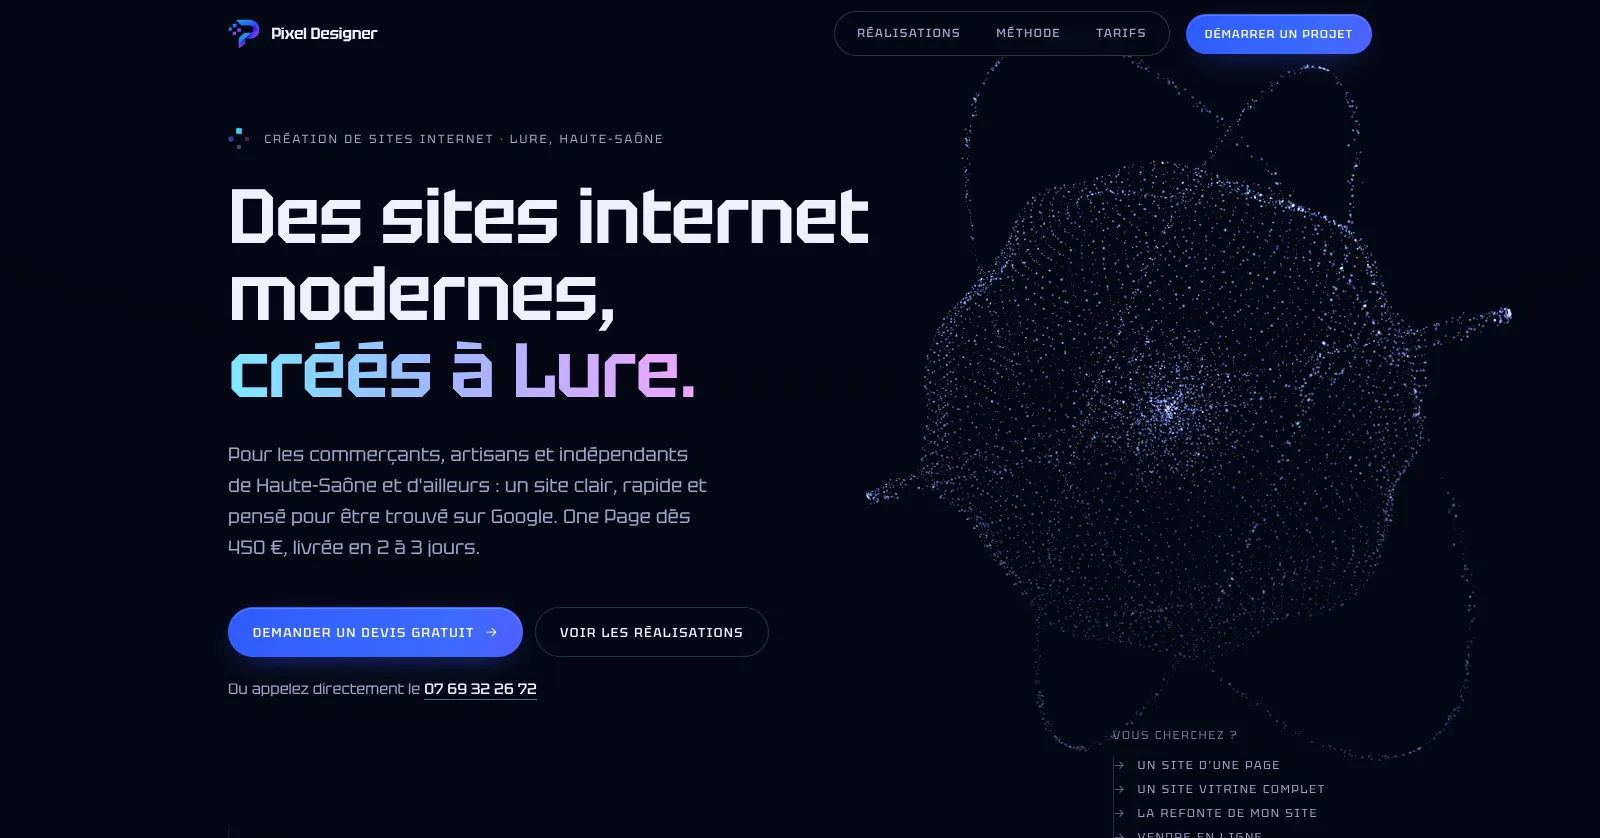 Pixel Designer
RÉALISATIONS
MÉTHODE
TARIFS
DÉMARRER UN PROJET
CRÉATION DE SITES INTERNET · LURE, HAUTE-SAÔNE
Des sites internet
modernes,
créés à Lure.
Pour les commerçants, artisans et indépendants
de Haute-Saône et d'ailleurs : un site clair, rapide et
pensé pour être trouvé sur Google. One Page dès
450 €, livrée en 2 à 3 jours.
DEMANDER UN DEVIS GRATUIT →
VOIR LES RÉALISATIONS
Ou appelez directement le 07 69 32 26 72
VOUS CHERCHEZ ?
→ UN SITE D'UNE PAGE
→ UN SITE VITRINE COMPLET
→ LA REFONTE DE MON SITE
→ VENDRE EN LIGNE